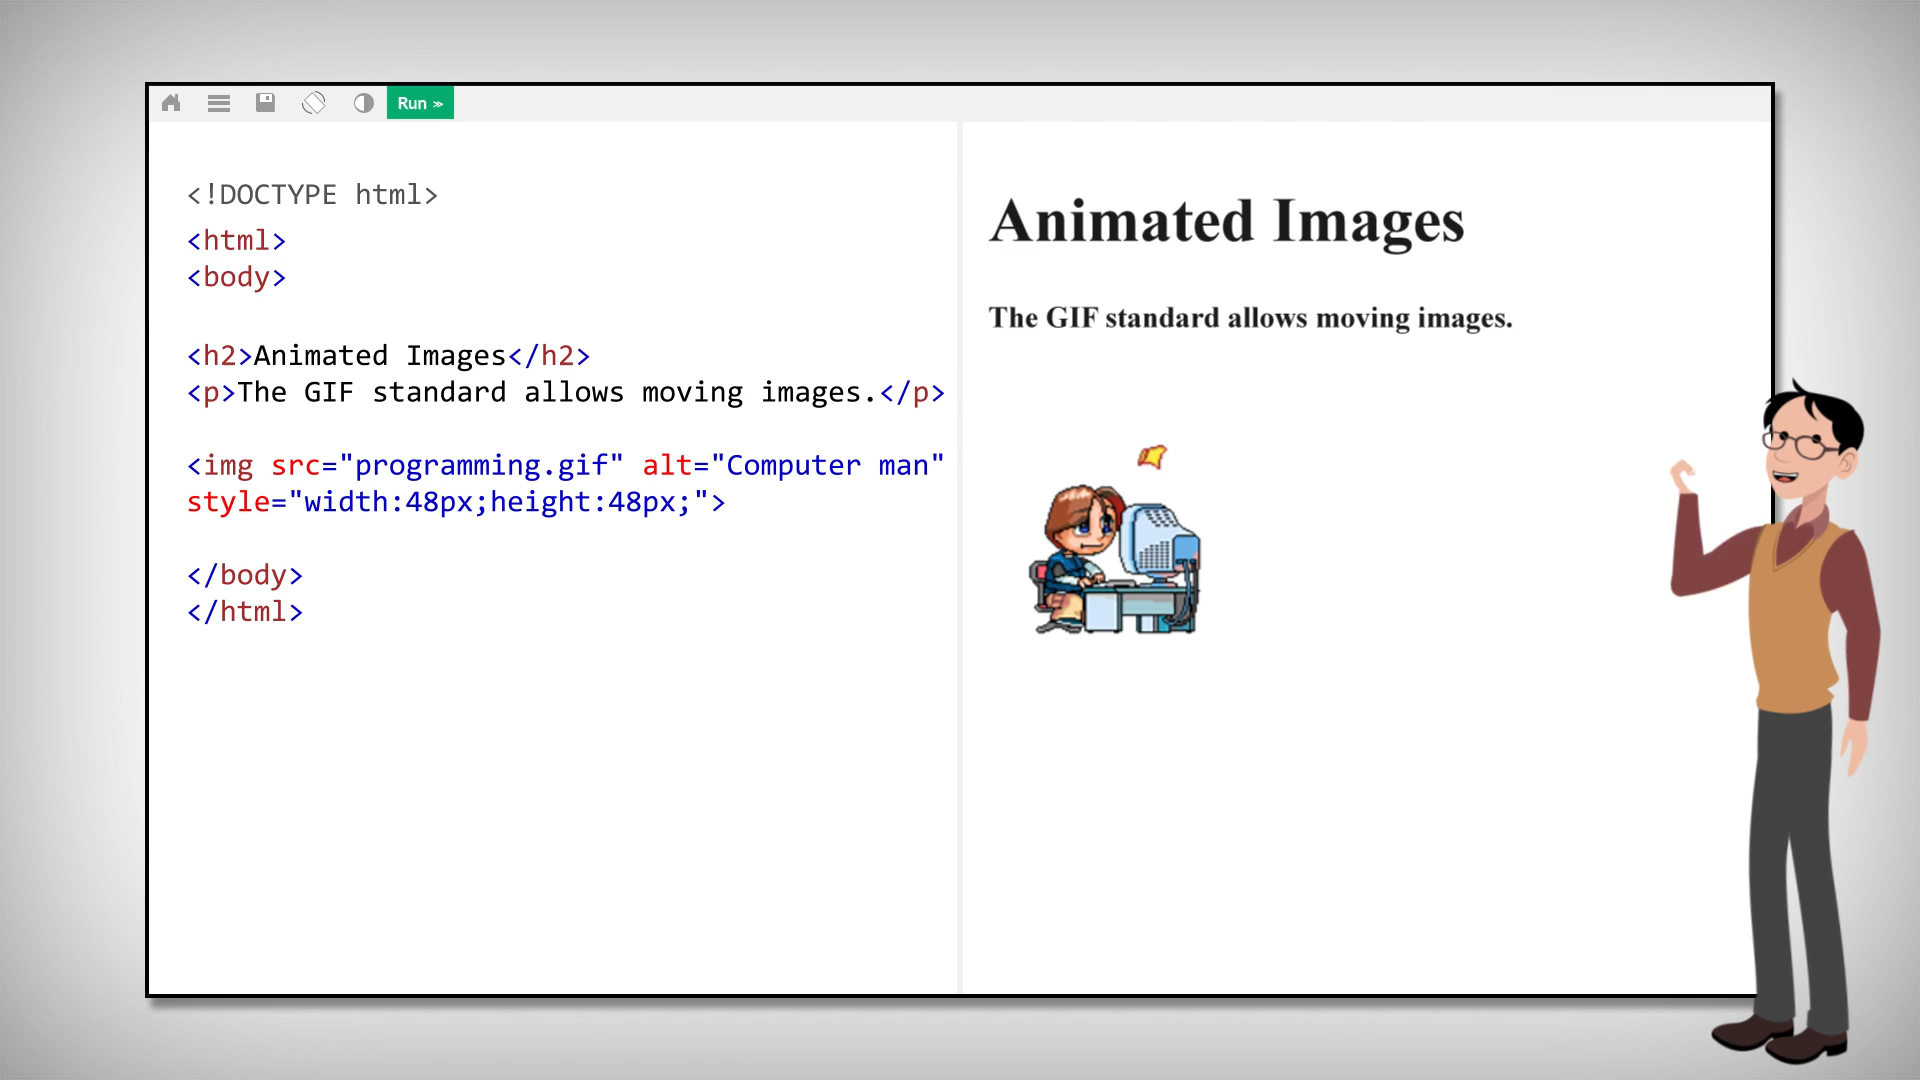 Run »
<!DOCTYPE html>
<html>
<body>
<h2>Animated Images</h2>
<p>The GIF standard allows moving images.</p>
<img src="programming.gif" alt="Computer man"
style="width:48px;height:48px;">
</body>
</html>
Animated Images
The GIF standard allows moving images.